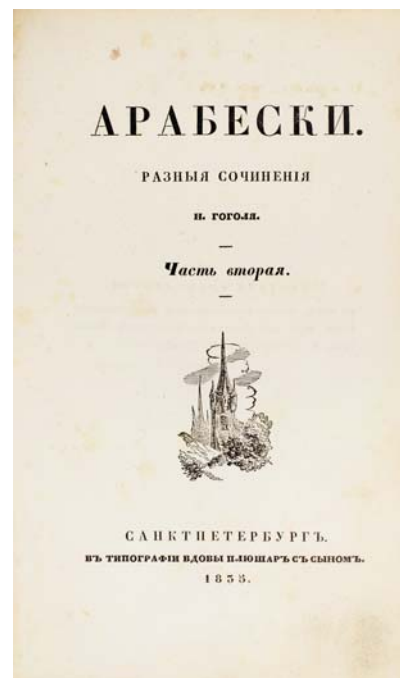 АРАБЕСКИ.
РАЗНЫЯ СОЧИНЕНІЯ
Н. ГОГОЛЯ.
Часть вторая.
САНКТПЕТЕРБУРГЪ.
ВЪ ТИПОГРАФІИ ВДОВЫ ПЛЮШАРЪ СЪ СЫНОМЪ.
1835.